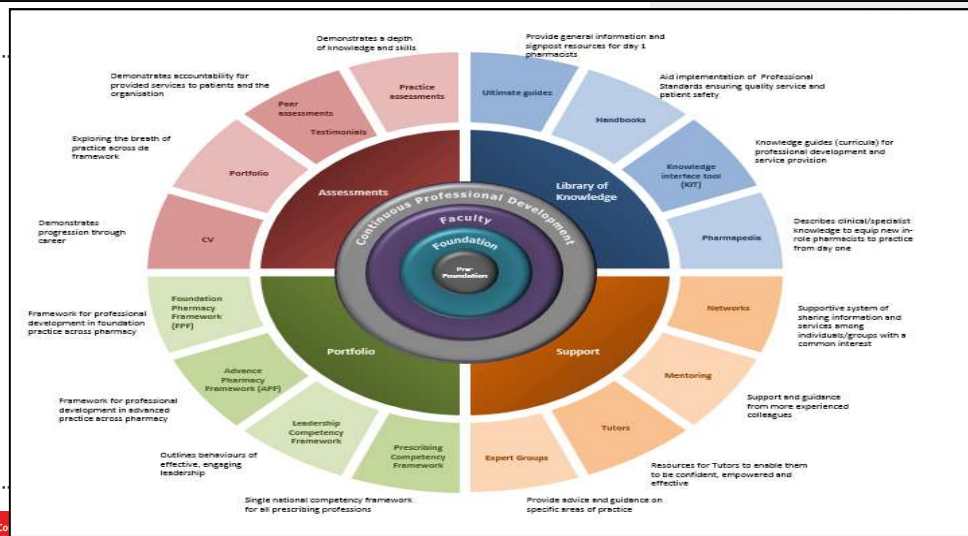 Demonstrates a depth
of knowledge and skills
Provide general information and
signpost resources for day 1
pharmacists
Demonstrates accountability for
provided services to patients and the
organisation
Aid implementation of Professional
Standards ensuring quality service and
patient safety
Exploring the breath of
practice across de
framework
Knowledge guides (curricula) for
professional development and
service provision
Demonstrates
progression through
career
Describes clinical/specialist
knowledge to equip new in-
role pharmacists to practice
from day one
Practice
assessments
Ultimate guides
Peer
assessments
Testimonials
Handbooks
Portfolio
Knowledge
interface tool
(KIT)
CV
Pharmapedia
Assessments
Library of
Knowledge
Continuous Professional Development
Faculty
Foundation
Pre-
Foundation
Portfolio
Support
Foundation
Pharmacy
Framework
(FPF)
Networks
Advance
Pharmacy
Framework (APF)
Mentoring
Leadership
Competency
Framework
Tutors
Prescribing
Competency
Framework
Expert Groups
Framework for professional
development in foundation
practice across pharmacy
Supportive system of
sharing information and
services among
individuals/groups with a
common interest
Framework for professional
development in advanced
practice across pharmacy
Support and guidance
from more experienced
colleagues
Outlines behaviours of
effective, engaging
leadership
Resources for Tutors to enable them
to be confident, empowered and
effective
Single national competency framework
for all prescribing professions
Provide advice and guidance on
specific areas of practice
Co